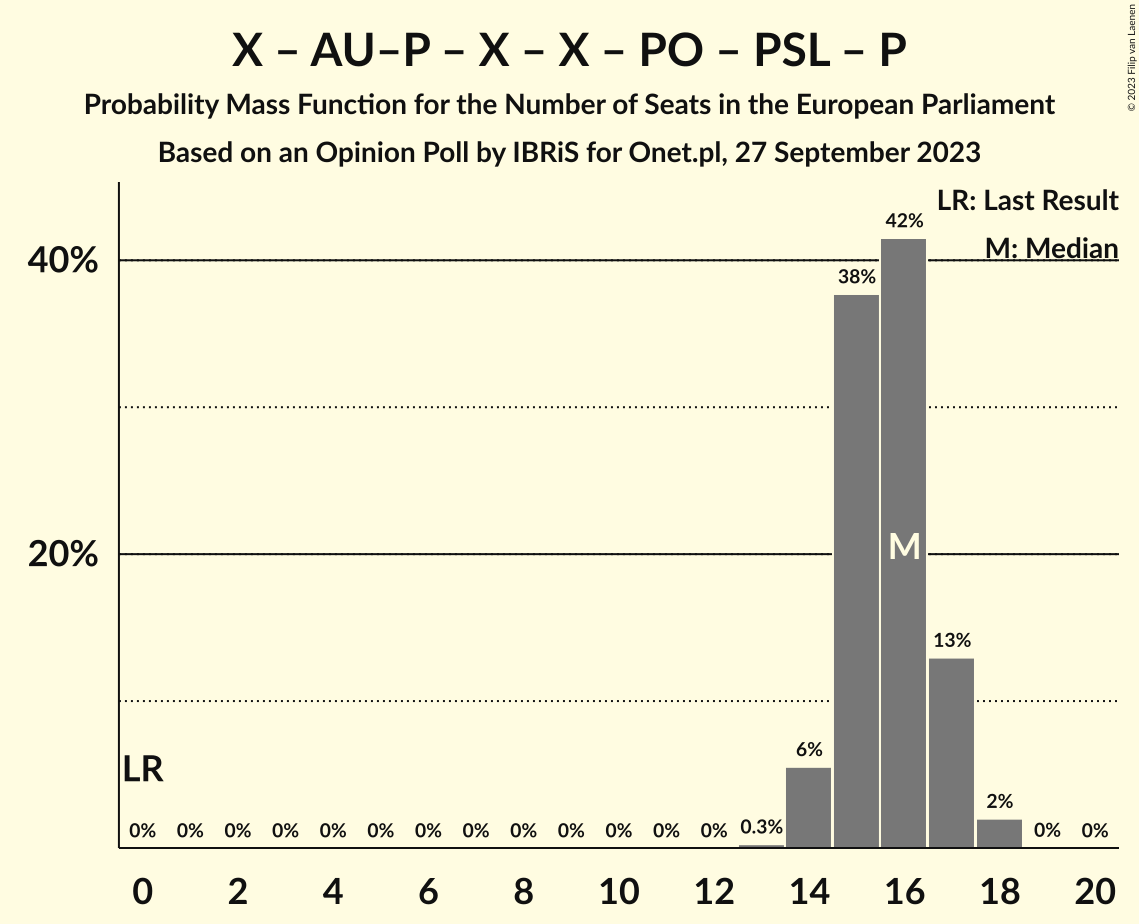 X – AU–P – X – X – PO – PSL – P
Probability Mass Function for the Number of Seats in the European Parliament
Based on an Opinion Poll by IBRiS for Onet.pl, 27 September 2023
© 2023 Filip van Laenen
LR: Last Result
M: Median
40%
20%
42%
38%
M
13%
6%
2%
LR
0% 0% 0% 0% 0% 0% 0% 0% 0% 0% 0% 0% 0% 0.3% 0% 0%
0 2 4 6 8 10 12 14 16 18 20